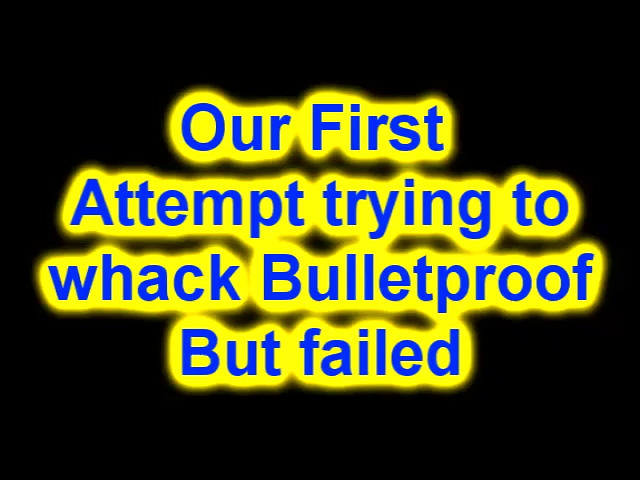 Our First
Attempt trying to
whack Bulletproof
But failed